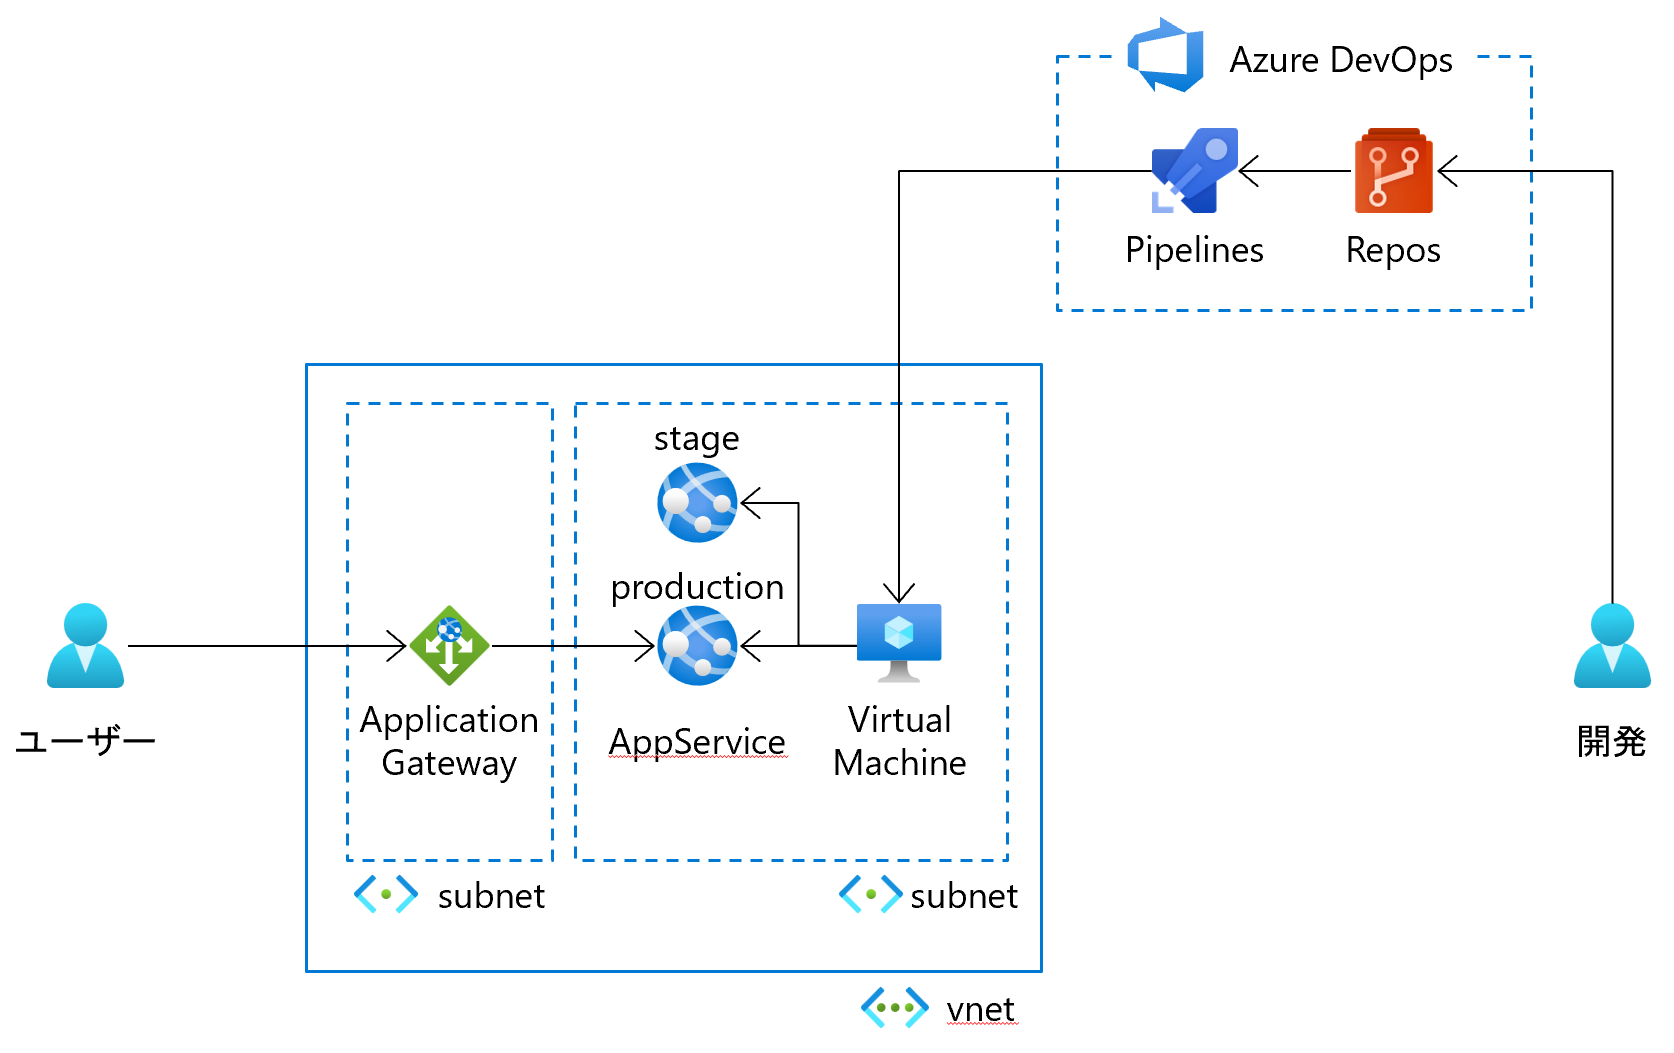 Azure DevOps
Pipelines
Repos
stage
production
ユーザー
Application
Gateway
AppService
Virtual
Machine
開発
subnet
subnet
vnet